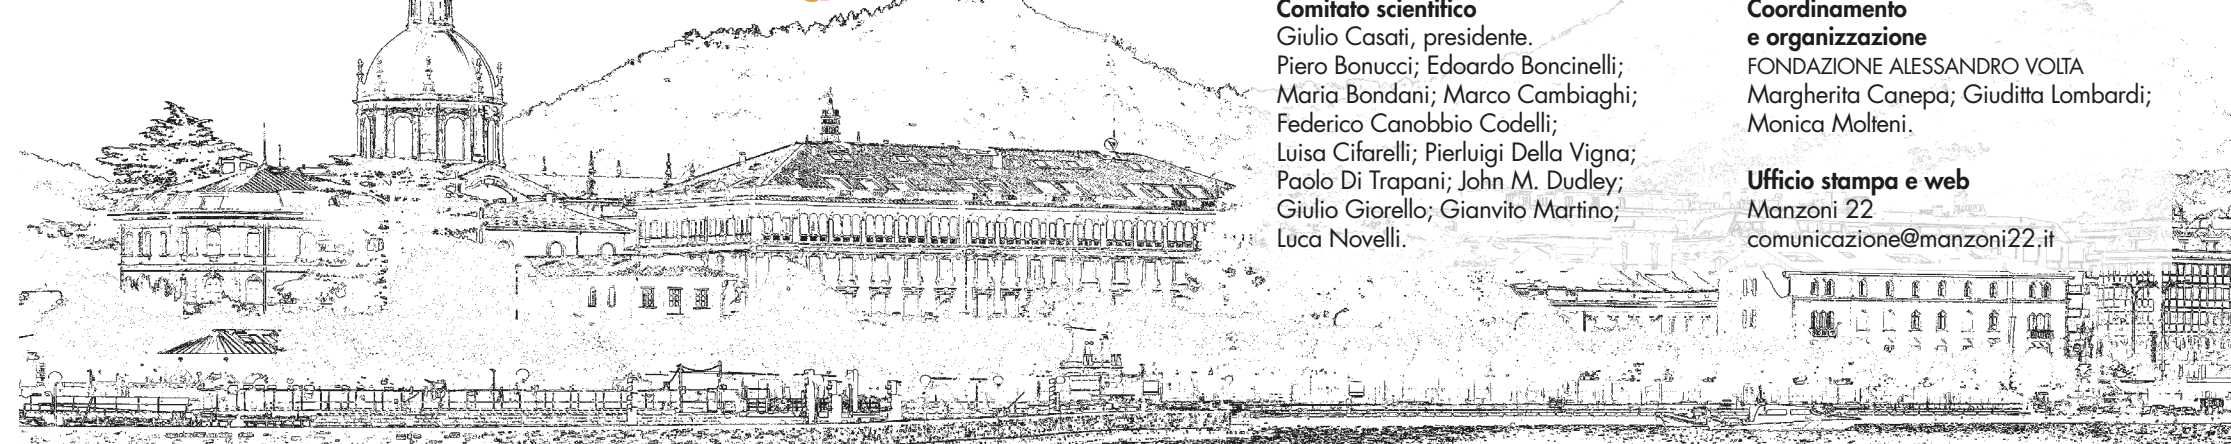 Comitato scientifico
Giulio Casati, presidente.
Piero Bonucci; Edoardo Boncinelli;
Maria Bondani; Marco Cambiaghi;
Federico Canobbio Codelli;
Luisa Cifarelli; Pierluigi Della Vigna;
Paolo Di Trapani; John M. Dudley;
Giulio Giorello; Gianvito Martino;
Luca Novelli.
Coordinamento
e organizzazione
FONDAZIONE ALESSANDRO VOLTA
Margherita Canepa; Giuditta Lombardi;
Monica Molteni.
Ufficio stampa e web
Manzoni 22
comunicazione@manzoni22.it